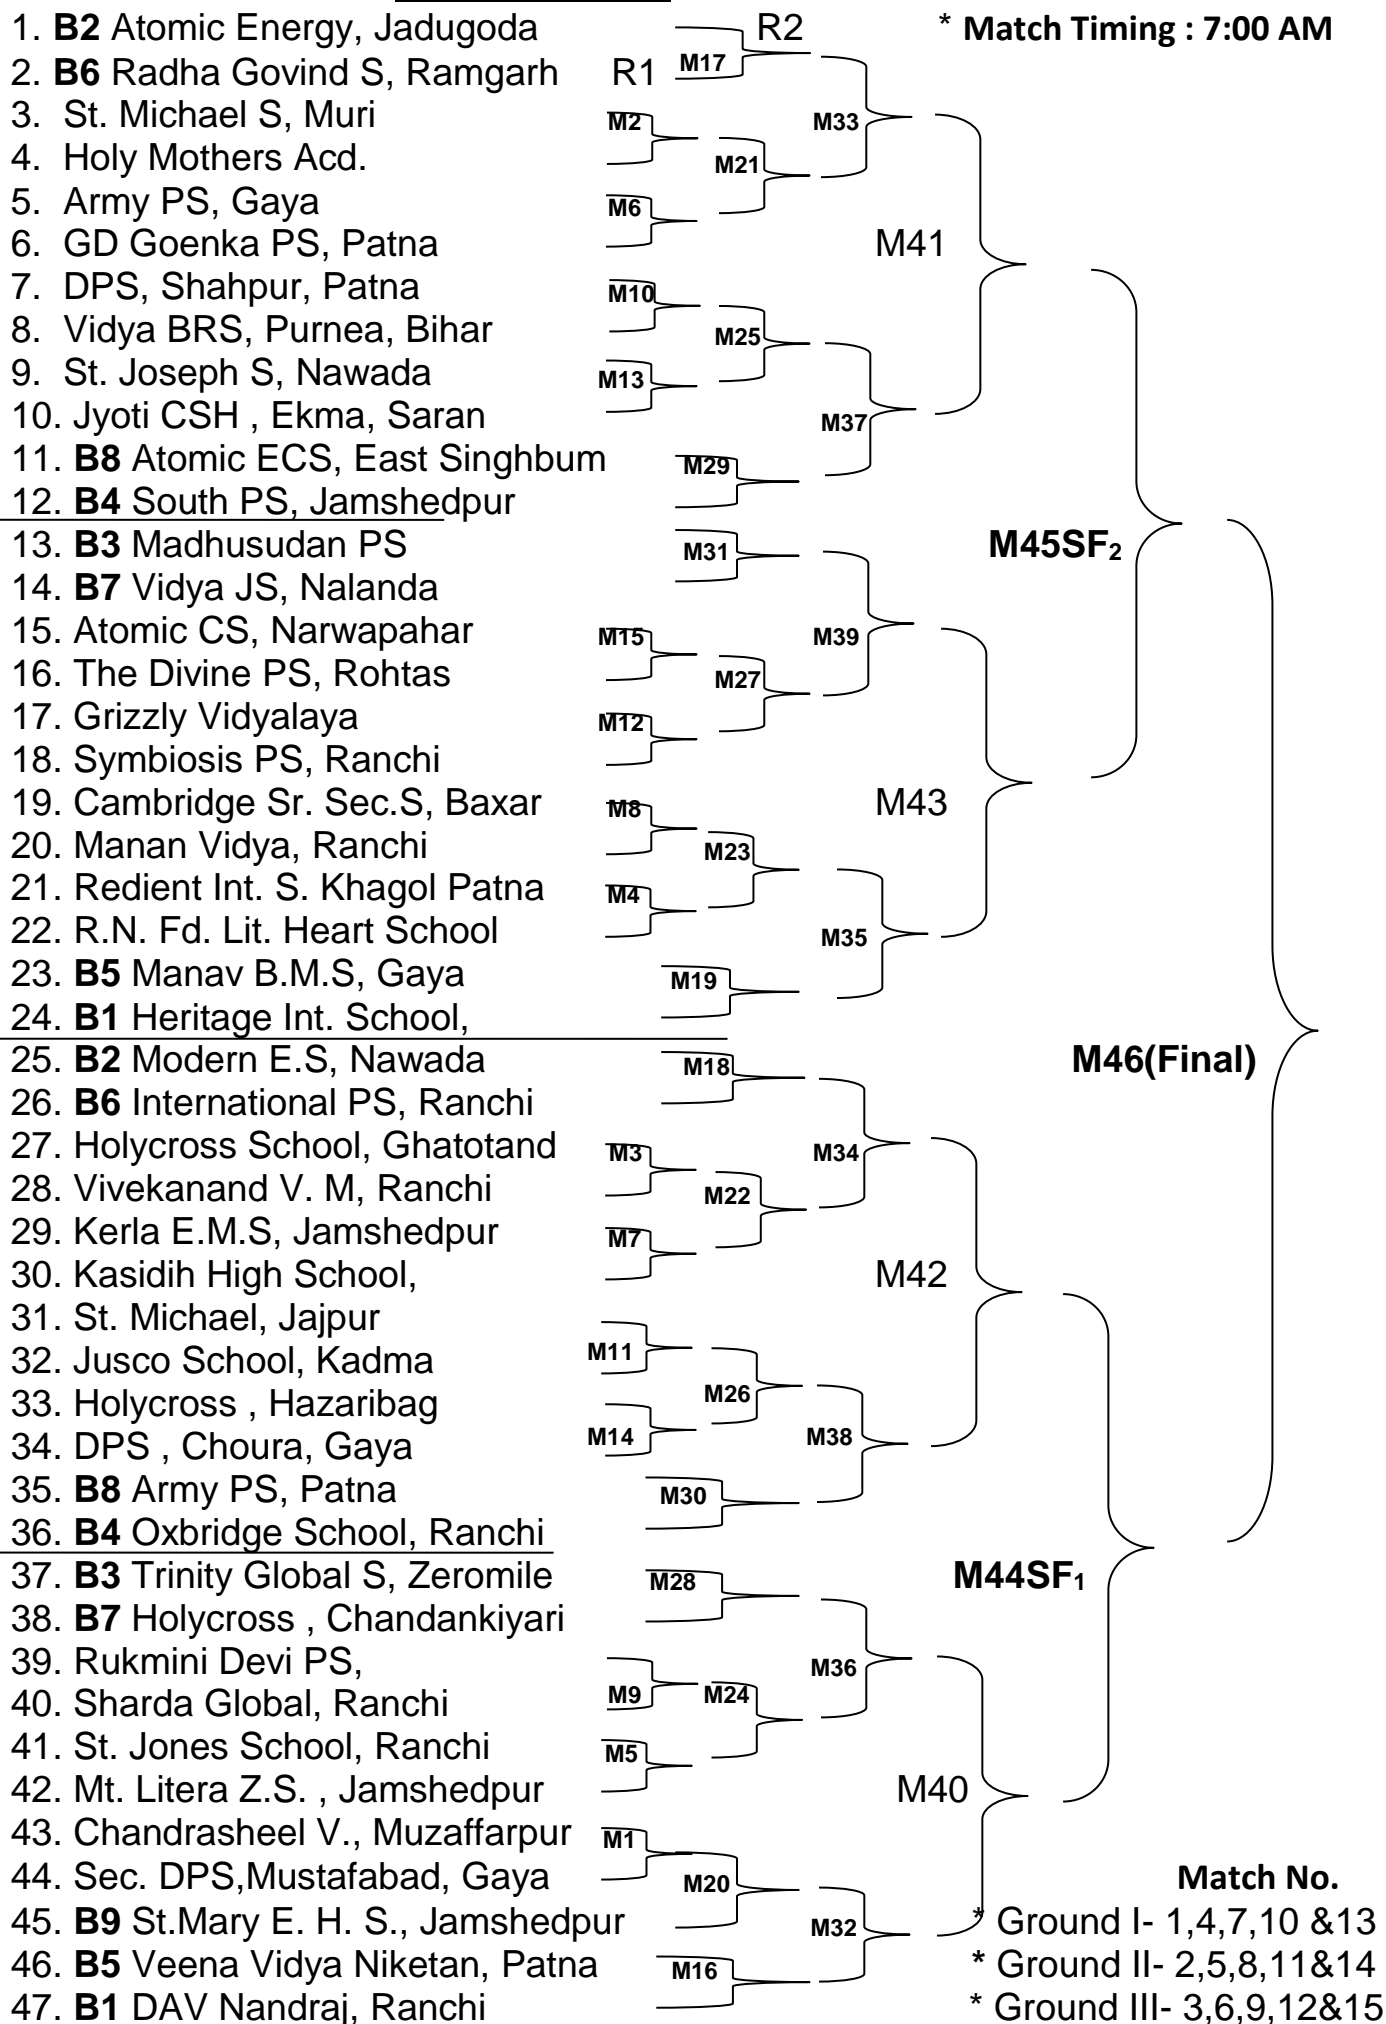 1. B2 Atomic Energy, Jadugoda R2 * Match Timing : 7:00 AM
2. B6 Radha Govind S, Ramgarh R1 M17
3. St. Michael S, Muri M2 M33
4. Holy Mothers Acd. M21
5. Army PS, Gaya M6
6. GD Goenka PS, Patna M41
7. DPS, Shahpur, Patna M10
8. Vidya BRS, Purnea, Bihar M25
9. St. Joseph S, Nawada M13
10. Jyoti CSH , Ekma, Saran M37
11. B8 Atomic ECS, East Singhbum M29
12. B4 South PS, Jamshedpur
13. B3 Madhusudan PS M31 M45SF2
14. B7 Vidya JS, Nalanda
15. Atomic CS, Narwapahar M15 M39
16. The Divine PS, Rohtas M27
17. Grizzly Vidyalaya M12
18. Symbiosis PS, Ranchi
19. Cambridge Sr. Sec.S, Baxar M8 M43
20. Manan Vidya, Ranchi M23
21. Redient Int. S. Khagol Patna M4
22. R.N. Fd. Lit. Heart School M35
23. B5 Manav B.M.S, Gaya M19
24. B1 Heritage Int. School,
25. B2 Modern E.S, Nawada M18 M46(Final)
26. B6 International PS, Ranchi
27. Holycross School, Ghatotand M3 M34
28. Vivekanand V. M, Ranchi M22
29. Kerla E.M.S, Jamshedpur M7
30. Kasidih High School, M42
31. St. Michael, Jajpur
32. Jusco School, Kadma M11
33. Holycross , Hazaribag M26
34. DPS , Choura, Gaya M14 M38
35. B8 Army PS, Patna M30
36. B4 Oxbridge School, Ranchi
37. B3 Trinity Global S, Zeromile M28 M44SF1
38. B7 Holycross , Chandankiyari
39. Rukmini Devi PS, M36
40. Sharda Global, Ranchi M9 M24
41. St. Jones School, Ranchi M5
42. Mt. Litera Z.S. , Jamshedpur M40
43. Chandrasheel V., Muzaffarpur M1
44. Sec. DPS,Mustafabad, Gaya M20 Match No.
45. B9 St.Mary E. H. S., Jamshedpur M32 * Ground I- 1,4,7,10 &13
46. B5 Veena Vidya Niketan, Patna M16 * Ground II- 2,5,8,11&14
47. B1 DAV Nandraj, Ranchi * Ground III- 3,6,9,12&15